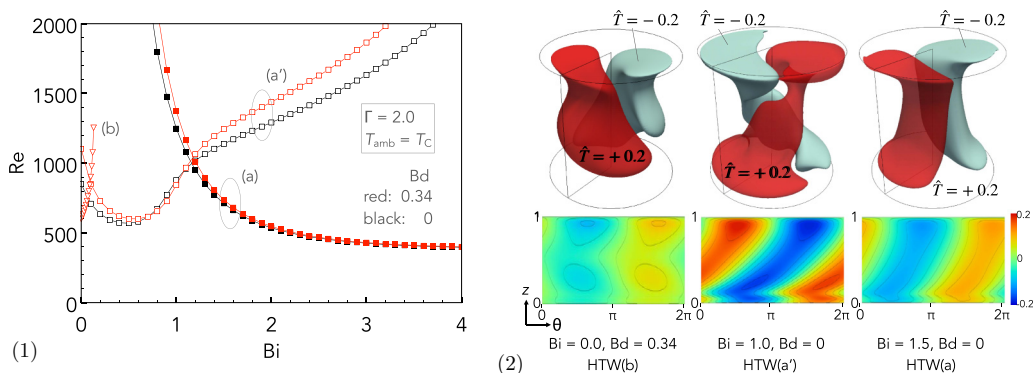 2000
1500
1000
500
0
Re
0
1
2
3
4
Bi
(b)
(a')
(a)
Γ = 2.0
T_amb = T_C
Bd
red: 0.34
black: 0
(1)
T̂ = − 0.2
T̂ = − 0.2
T̂ = − 0.2
T̂ = + 0.2
T̂ = + 0.2
T̂ = + 0.2
1
1
1
0.2
0
-0.2
z
0
0
0
θ
π
2π
π
2π
π
2π
Bi = 0.0, Bd = 0.34
HTW(b)
Bi = 1.0, Bd = 0
HTW(a')
Bi = 1.5, Bd = 0
HTW(a)
(2)